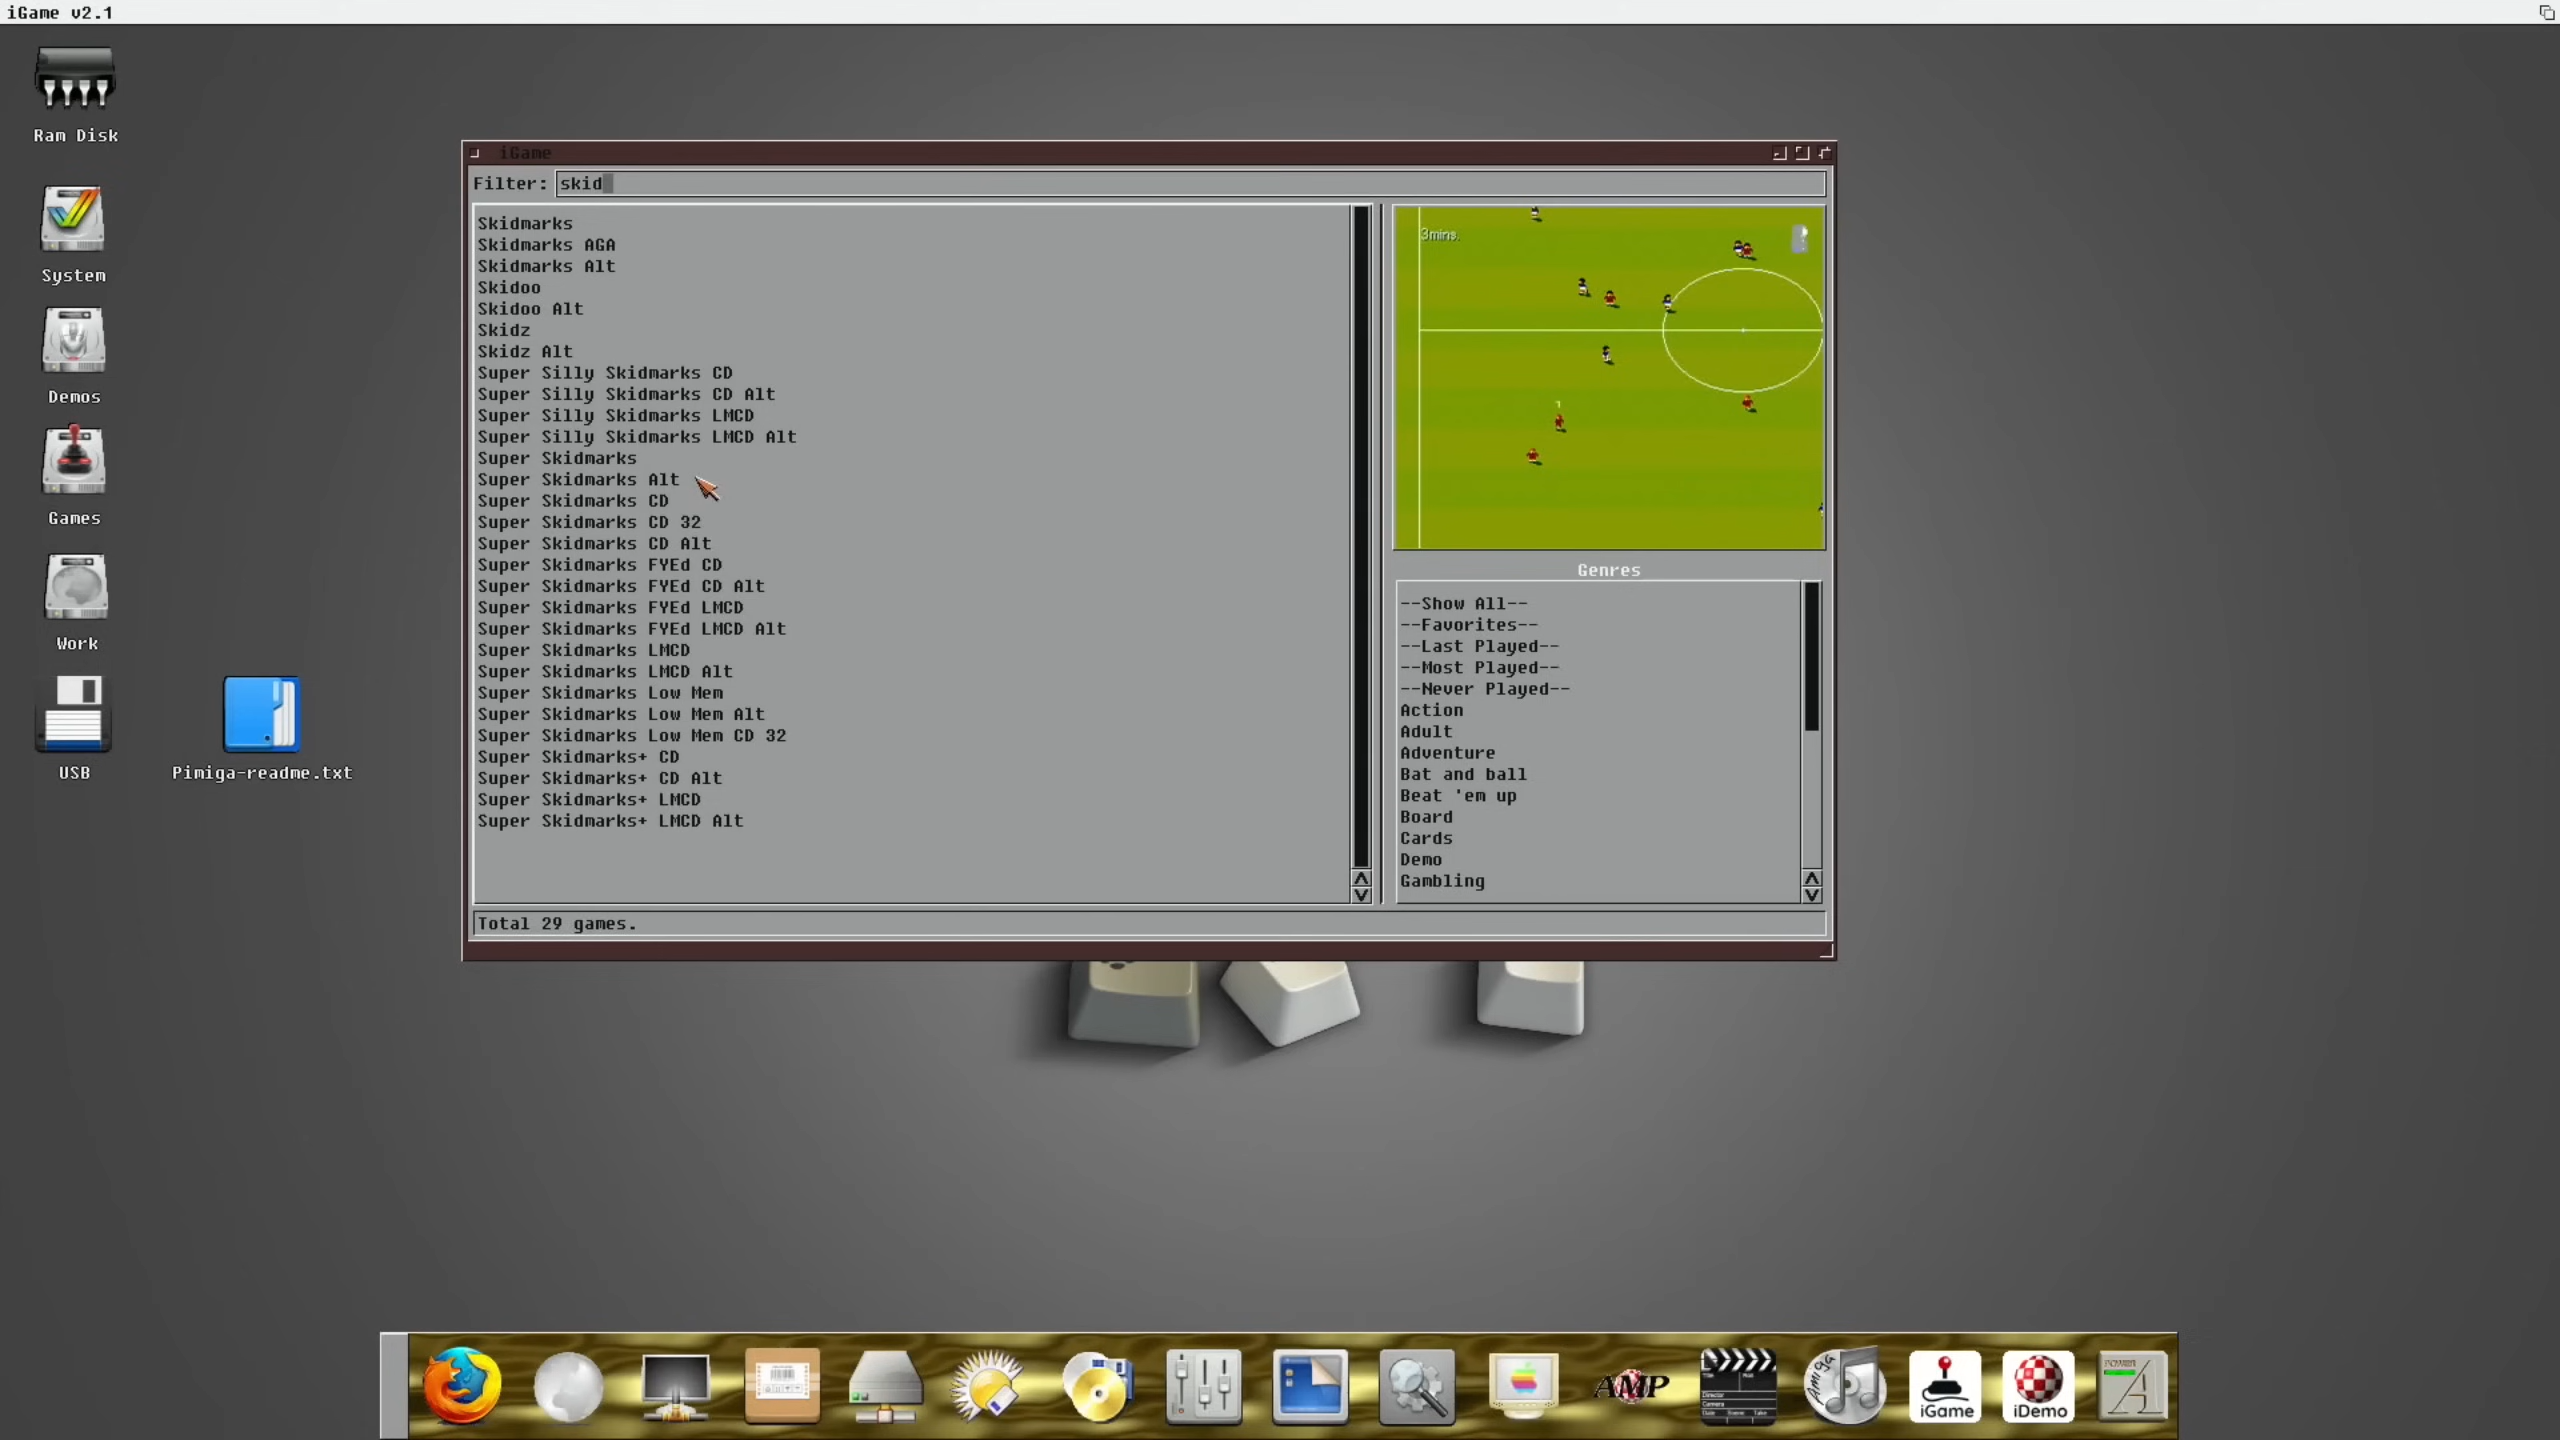 iGame v2.1
Ram Disk
System
Demos
Games
Work
USB
Pimiga-readme.txt
iGame
Filter: skid
Skidmarks
Skidmarks AGA
Skidmarks Alt
Skidoo
Skidoo Alt
Skidz
Skidz Alt
Super Silly Skidmarks CD
Super Silly Skidmarks CD Alt
Super Silly Skidmarks LMCD
Super Silly Skidmarks LMCD Alt
Super Skidmarks
Super Skidmarks Alt
Super Skidmarks CD
Super Skidmarks CD 32
Super Skidmarks CD Alt
Super Skidmarks FYEd CD
Super Skidmarks FYEd CD Alt
Super Skidmarks FYEd LMCD
Super Skidmarks FYEd LMCD Alt
Super Skidmarks LMCD
Super Skidmarks LMCD Alt
Super Skidmarks Low Mem
Super Skidmarks Low Mem Alt
Super Skidmarks Low Mem CD 32
Super Skidmarks+ CD
Super Skidmarks+ CD Alt
Super Skidmarks+ LMCD
Super Skidmarks+ LMCD Alt
Total 29 games.
3mins.
Genres
--Show All--
--Favorites--
--Last Played--
--Most Played--
--Never Played--
Action
Adult
Adventure
Bat and ball
Beat 'em up
Board
Cards
Demo
Gambling
AMP
Amiga
iGame
iDemo
POWER
A